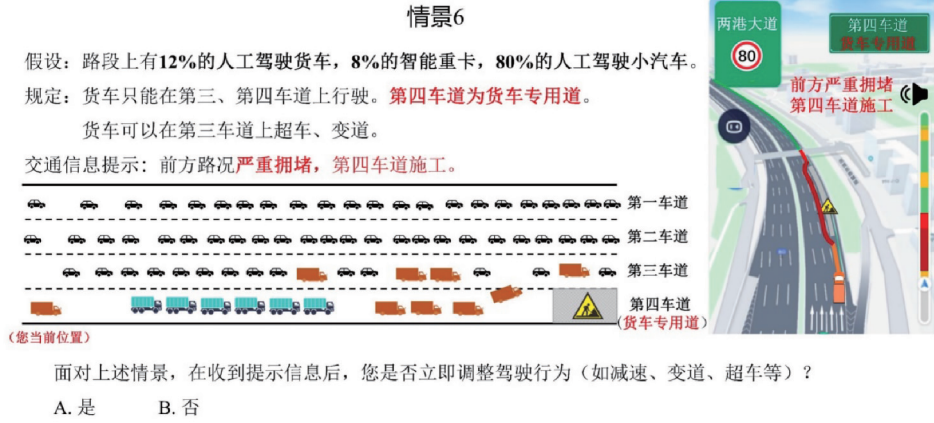 情景6
假设：路段上有12%的人工驾驶货车，8%的智能重卡，80%的人工驾驶小汽车。
规定：货车只能在第三、第四车道上行驶。第四车道为货车专用道。
货车可以在第三车道上超车、变道。
交通信息提示：前方路况严重拥堵，第四车道施工。
第一车道
第二车道
第三车道
第四车道
(货车专用道)
(您当前位置)
两港大道
80
第四车道
货车专用道
前方严重拥堵
第四车道施工
面对上述情景，在收到提示信息后，您是否立即调整驾驶行为（如减速、变道、超车等）？
A. 是 B. 否